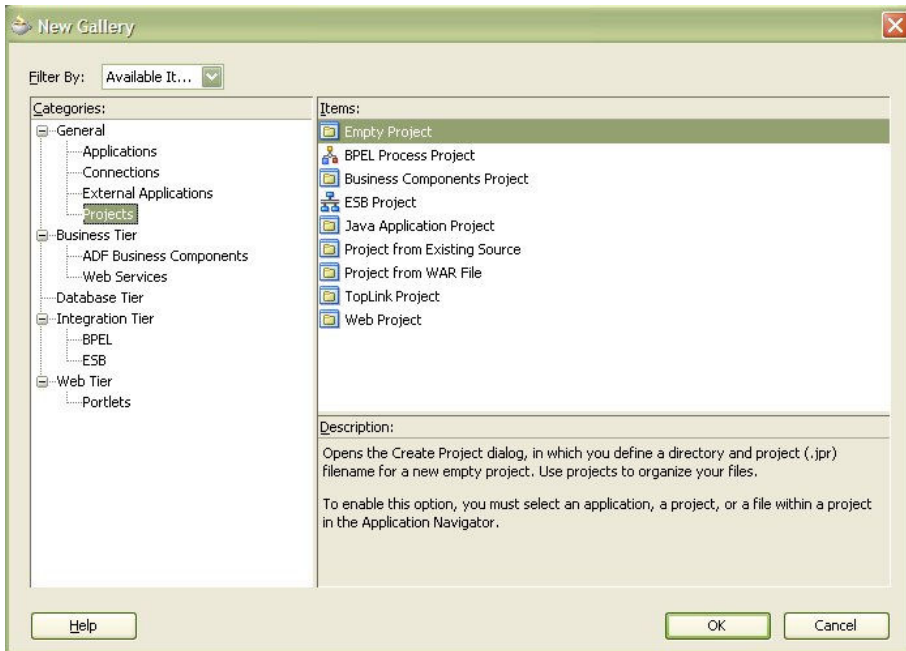 New Gallery
Filter By: Available It...
Categories:
General
Applications
Connections
External Applications
Projects
Business Tier
ADF Business Components
Web Services
Database Tier
Integration Tier
BPEL
ESB
Web Tier
Portlets
Items:
Empty Project
BPEL Process Project
Business Components Project
ESB Project
Java Application Project
Project from Existing Source
Project from WAR File
TopLink Project
Web Project
Description:
Opens the Create Project dialog, in which you define a directory and project (.jpr)
filename for a new empty project. Use projects to organize your files.
To enable this option, you must select an application, a project, or a file within a project
in the Application Navigator.
Help
OK
Cancel